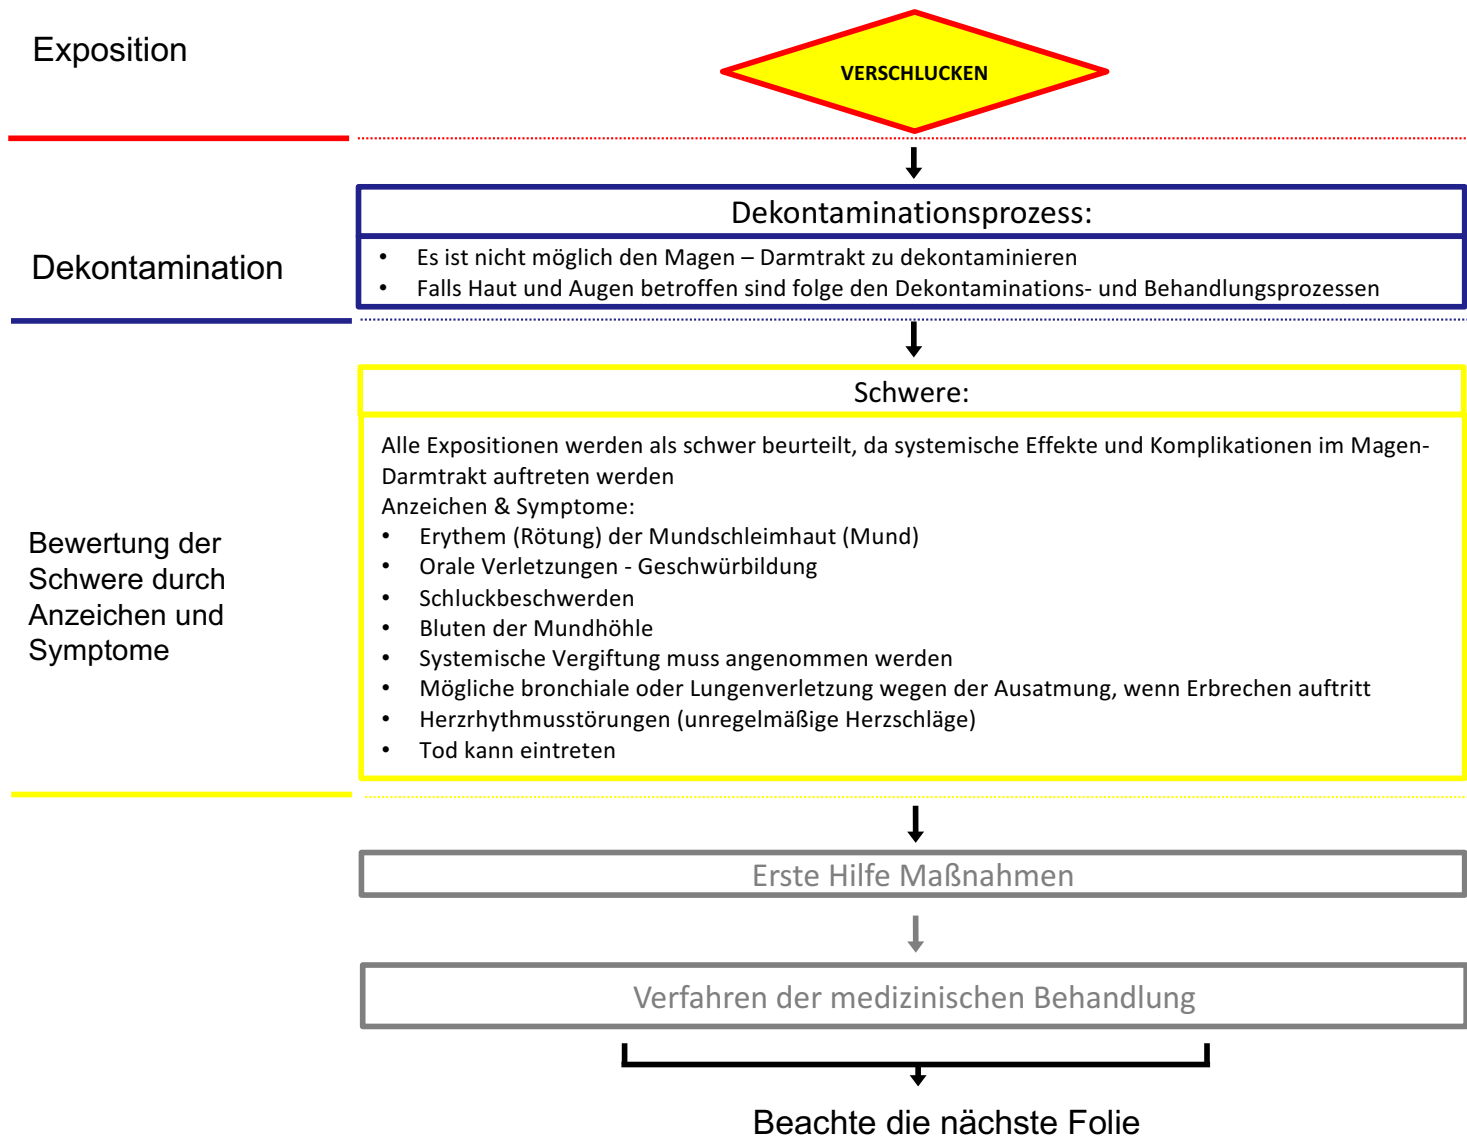 Exposition
VERSCHLUCKEN
Dekontamination
Dekontaminationsprozess:
• Es ist nicht möglich den Magen – Darmtrakt zu dekontaminieren
• Falls Haut und Augen betroffen sind folge den Dekontaminations- und Behandlungsprozessen
Bewertung der
Schwere durch
Anzeichen und
Symptome
Schwere:
Alle Expositionen werden als schwer beurteilt, da systemische Effekte und Komplikationen im Magen-
Darmtrakt auftreten werden
Anzeichen & Symptome:
• Erythem (Rötung) der Mundschleimhaut (Mund)
• Orale Verletzungen - Geschwürbildung
• Schluckbeschwerden
• Bluten der Mundhöhle
• Systemische Vergiftung muss angenommen werden
• Mögliche bronchiale oder Lungenverletzung wegen der Ausatmung, wenn Erbrechen auftritt
• Herzrhythmusstörungen (unregelmäßige Herzschläge)
• Tod kann eintreten
Erste Hilfe Maßnahmen
Verfahren der medizinischen Behandlung
Beachte die nächste Folie